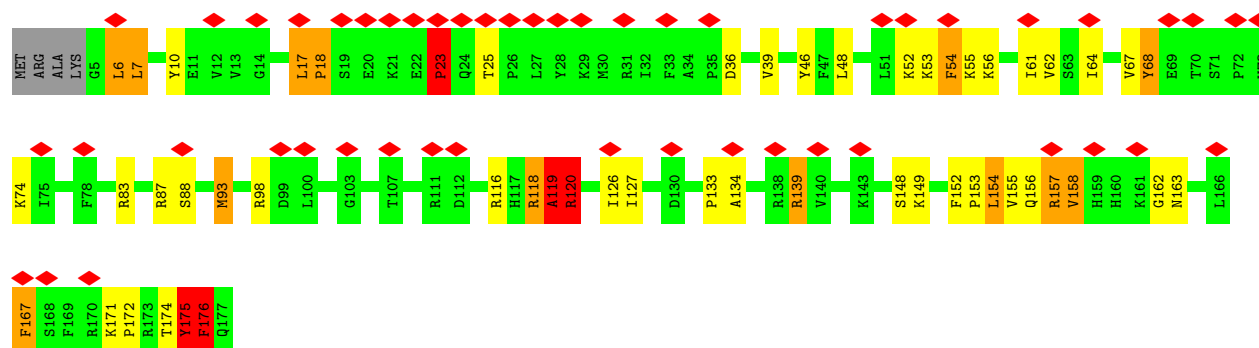 MET ARG ALA LYS G5 L6 L7 Y10 E11 V12 V13 G14 L17 P18 S19 E20 K21 E22 P23 Q24 T25 P26 L27 Y28 K29 M30 R31 I32 F33 A34 P35 D36 V39 Y46 F47 L48 L51 K52 K53 F54 K55 K56 I61 V62 S63 I64 V67 Y68 E69 T70 S71 P72
K74 I75 F78 R83 R87 S88 M93 R98 D99 L100 G103 T107 R111 D112 R116 H117 R118 A119 R120 I126 I127 D130 P133 A134 R138 R139 V140 K143 S148 K149 F152 P153 L154 V155 Q156 R157 V158 H159 H160 K161 G162 N163 L166
F167 S168 F169 R170 K171 P172 R173 T174 Y175 F176 Q177